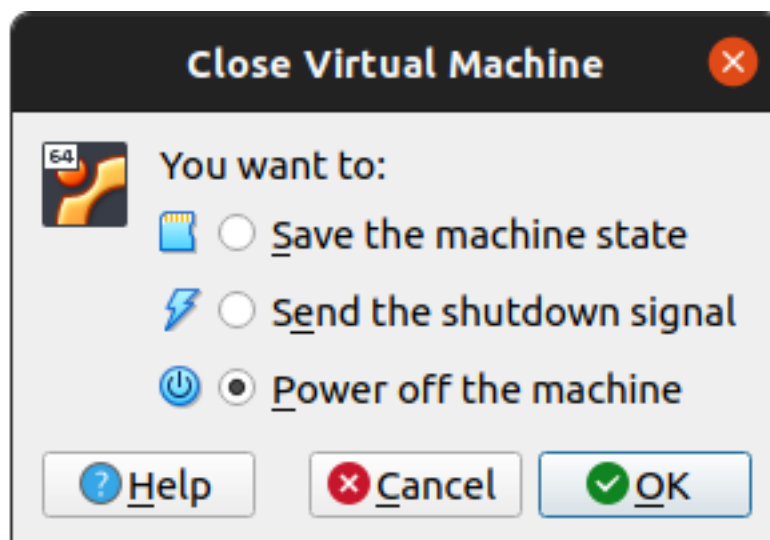 Close Virtual Machine
64
You want to:
Save the machine state
Send the shutdown signal
Power off the machine
Help
Cancel
OK